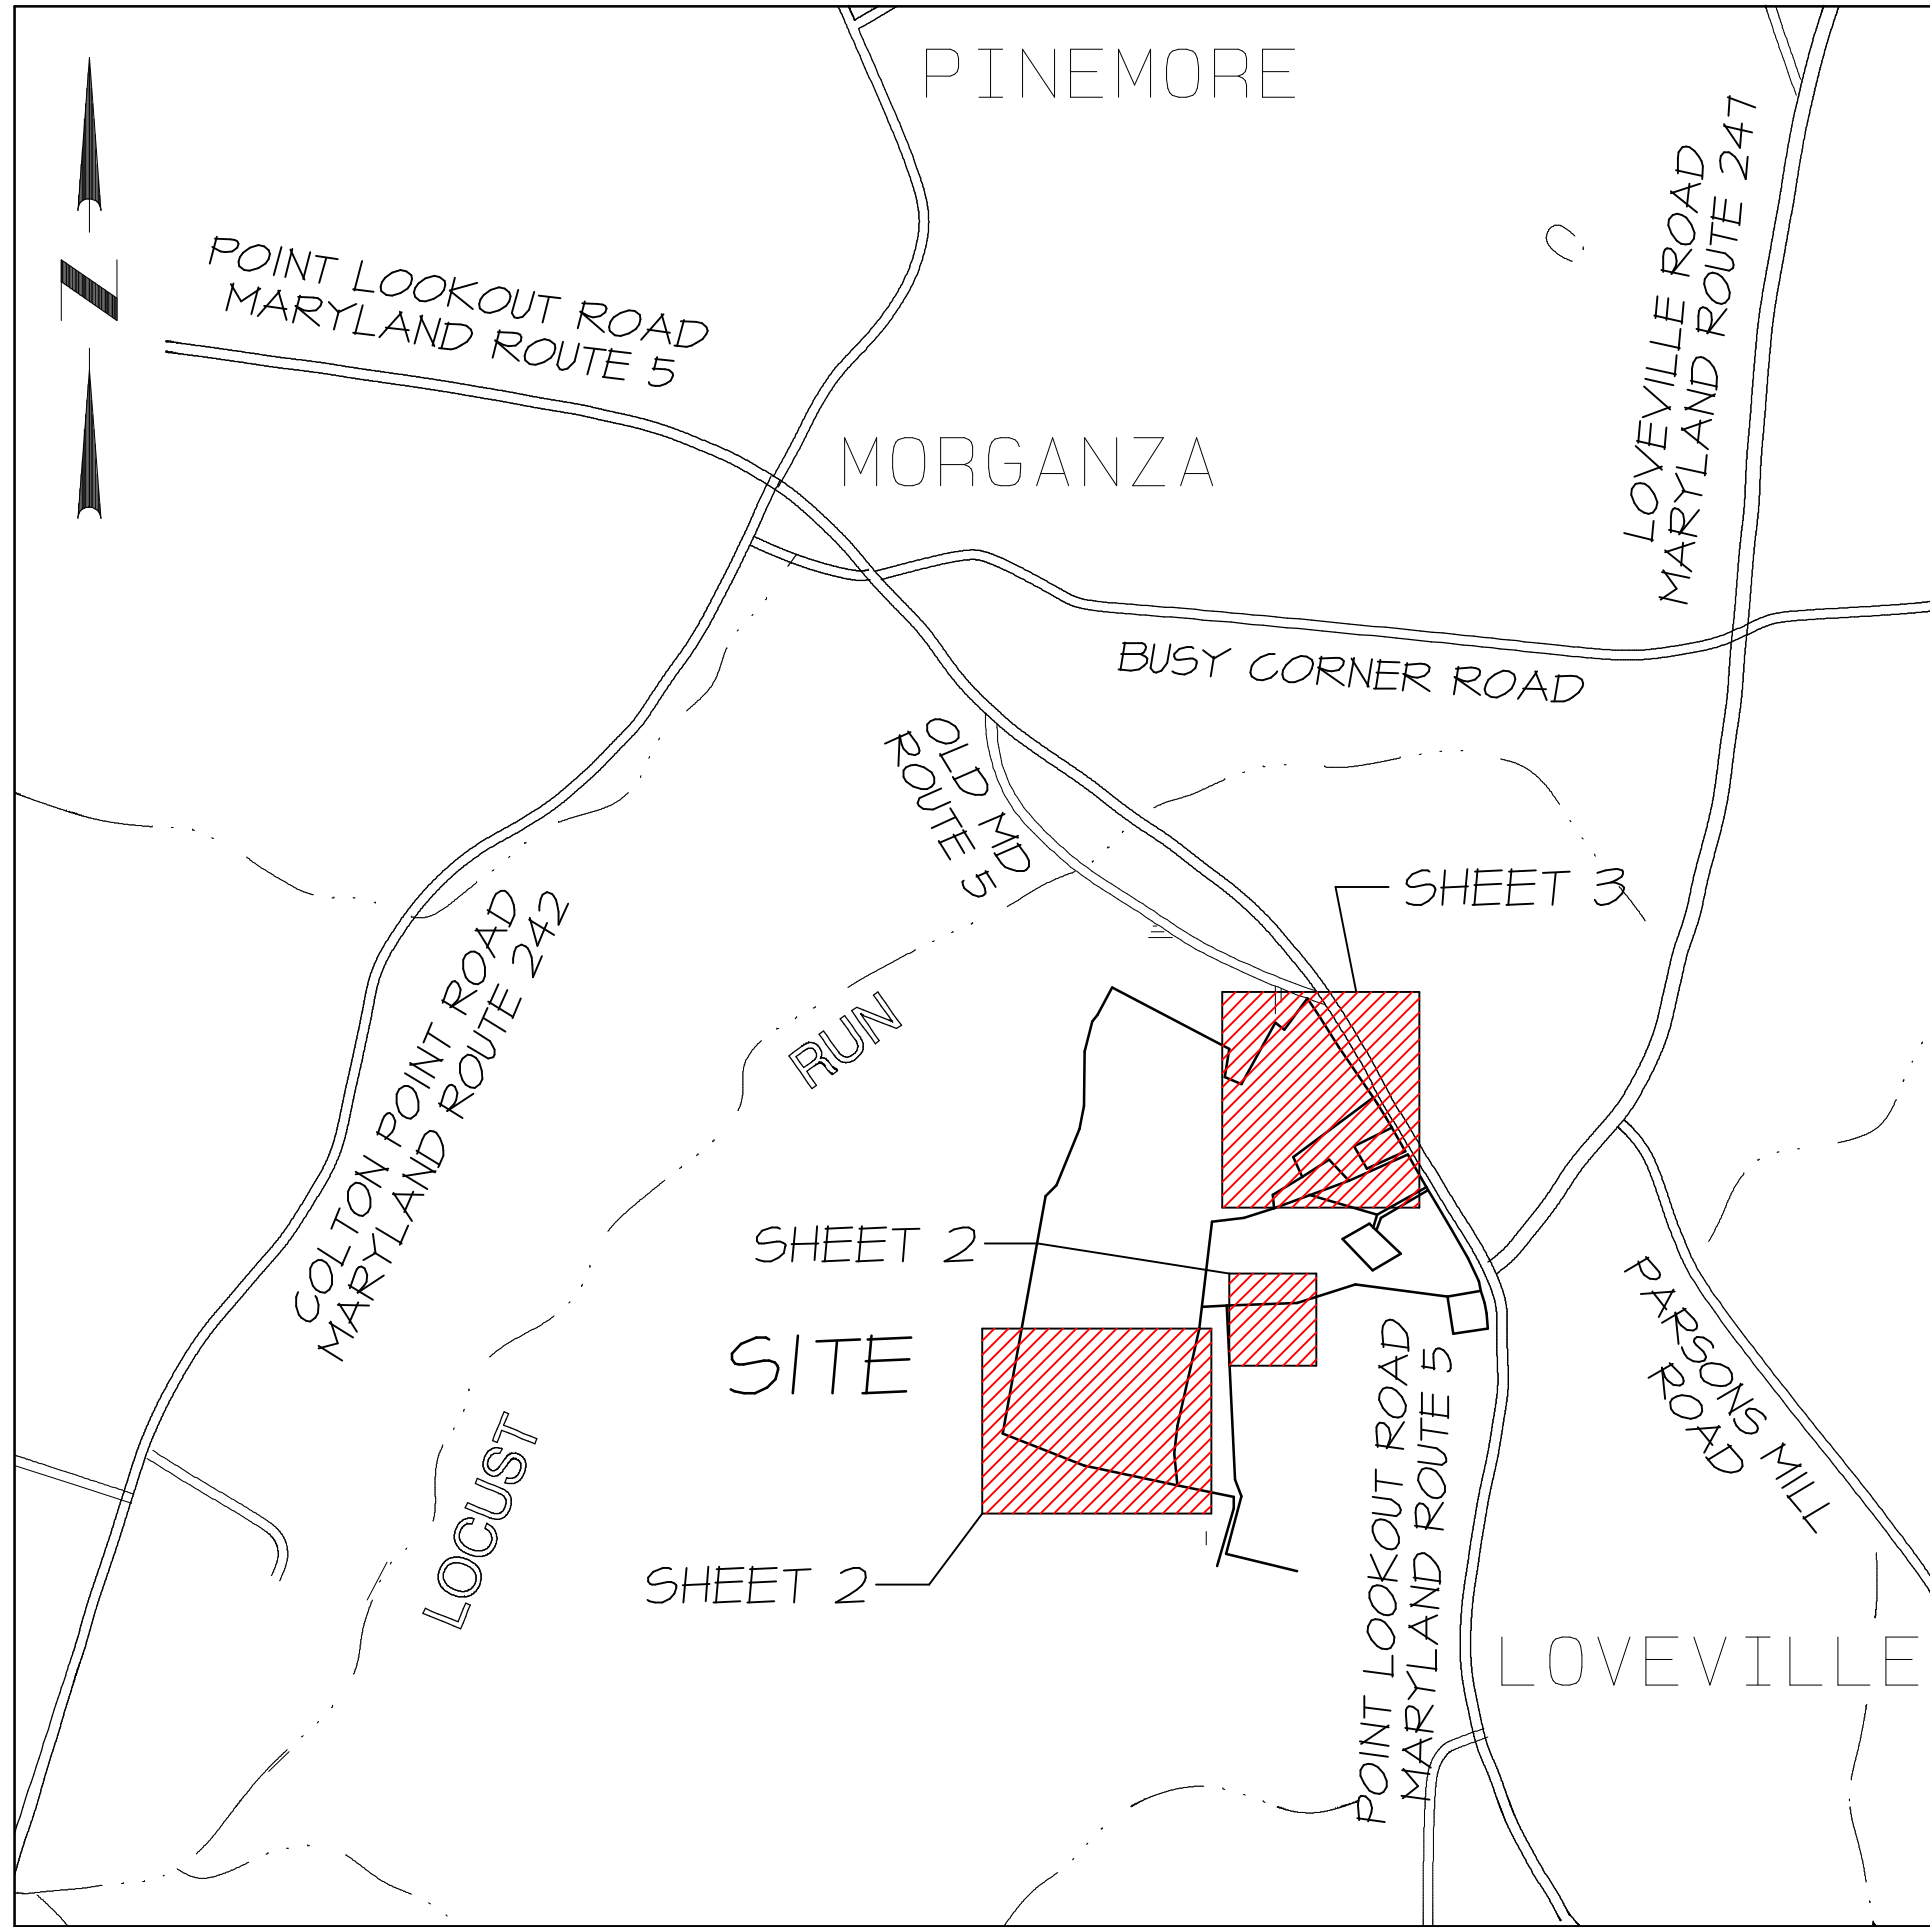 PINEMORE
N
POINT LOOKOUT ROAD
MARYLAND ROUTE 5
LOVEVILLE ROAD
MARYLAND ROUTE 247
MORGANZA
BUSY CORNER ROAD
OLD MD
ROUTE 5
SHEET 3
COLTON POINT ROAD
MARYLAND ROUTE 242
RUN
SHEET 2
SITE
PARSONS MILL
ROAD
POINT LOOKOUT ROAD
MARYLAND ROUTE 5
LOCUST
SHEET 2
LOVEVILLE